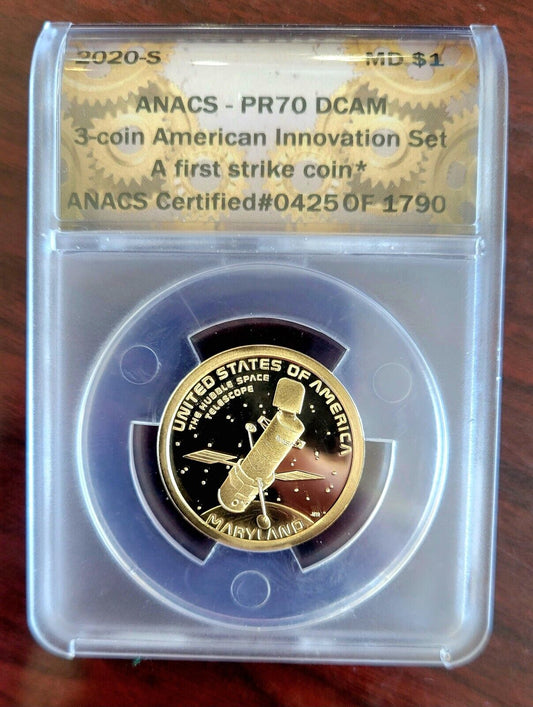 2020-S MD $1
ANACS - PR70 DCAM
3-coin American Innovation Set
A first strike coin*
ANACS Certified#0425 OF 1790
UNITED STATES OF AMERICA
THE HUBBLE SPACE
TELESCOPE
MARYLAND